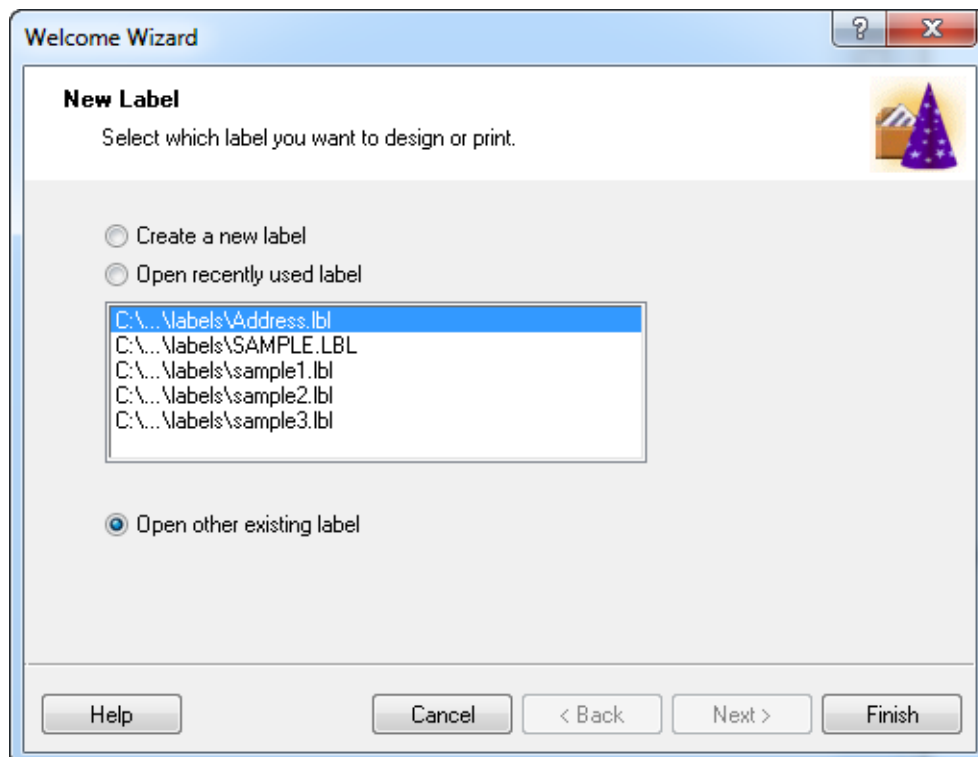 Welcome Wizard
New Label
Select which label you want to design or print.
Create a new label
Open recently used label
C:\...\labels\Address.lbl
C:\...\labels\SAMPLE.LBL
C:\...\labels\sample1.lbl
C:\...\labels\sample2.lbl
C:\...\labels\sample3.lbl
Open other existing label
Help Cancel < Back Next > Finish